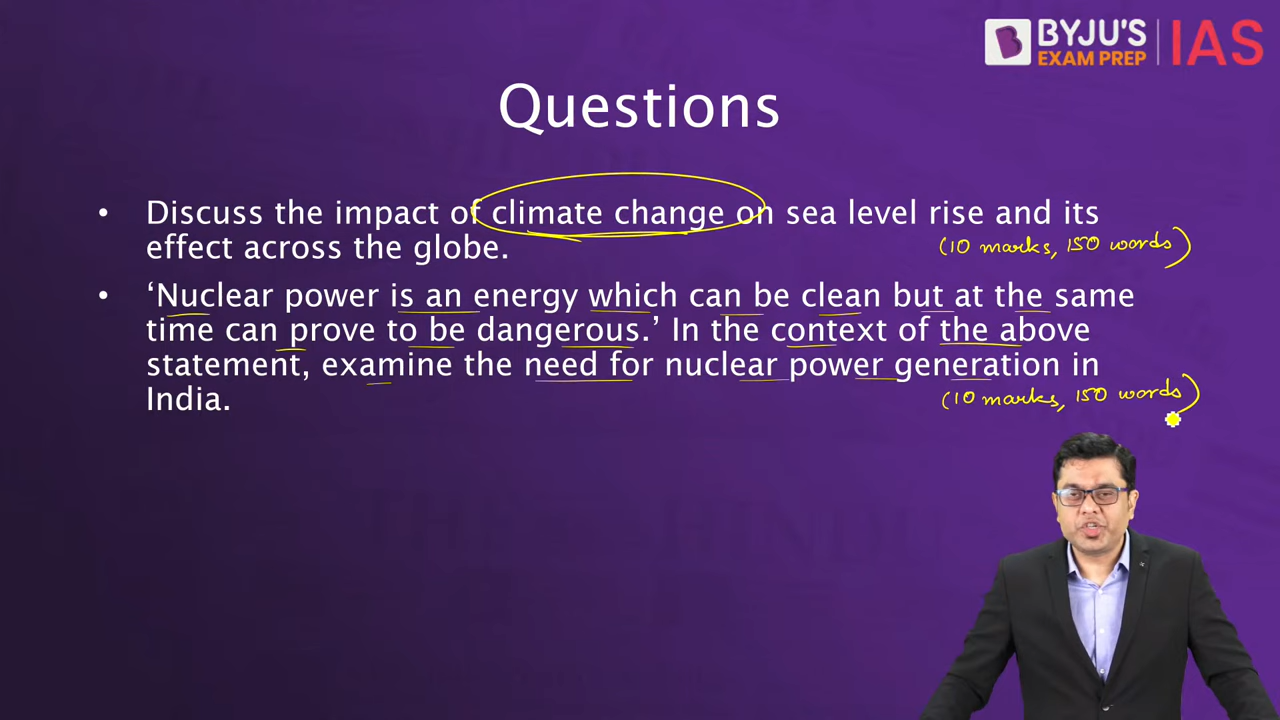 BYJU'S
EXAM PREP
IAS
Questions
• Discuss the impact of climate change on sea level rise and its
effect across the globe.
(10 marks, 150 words)
• ‘Nuclear power is an energy which can be clean but at the same
time can prove to be dangerous.’ In the context of the above
statement, examine the need for nuclear power generation in
India.
(10 marks, 150 words)
HINDU